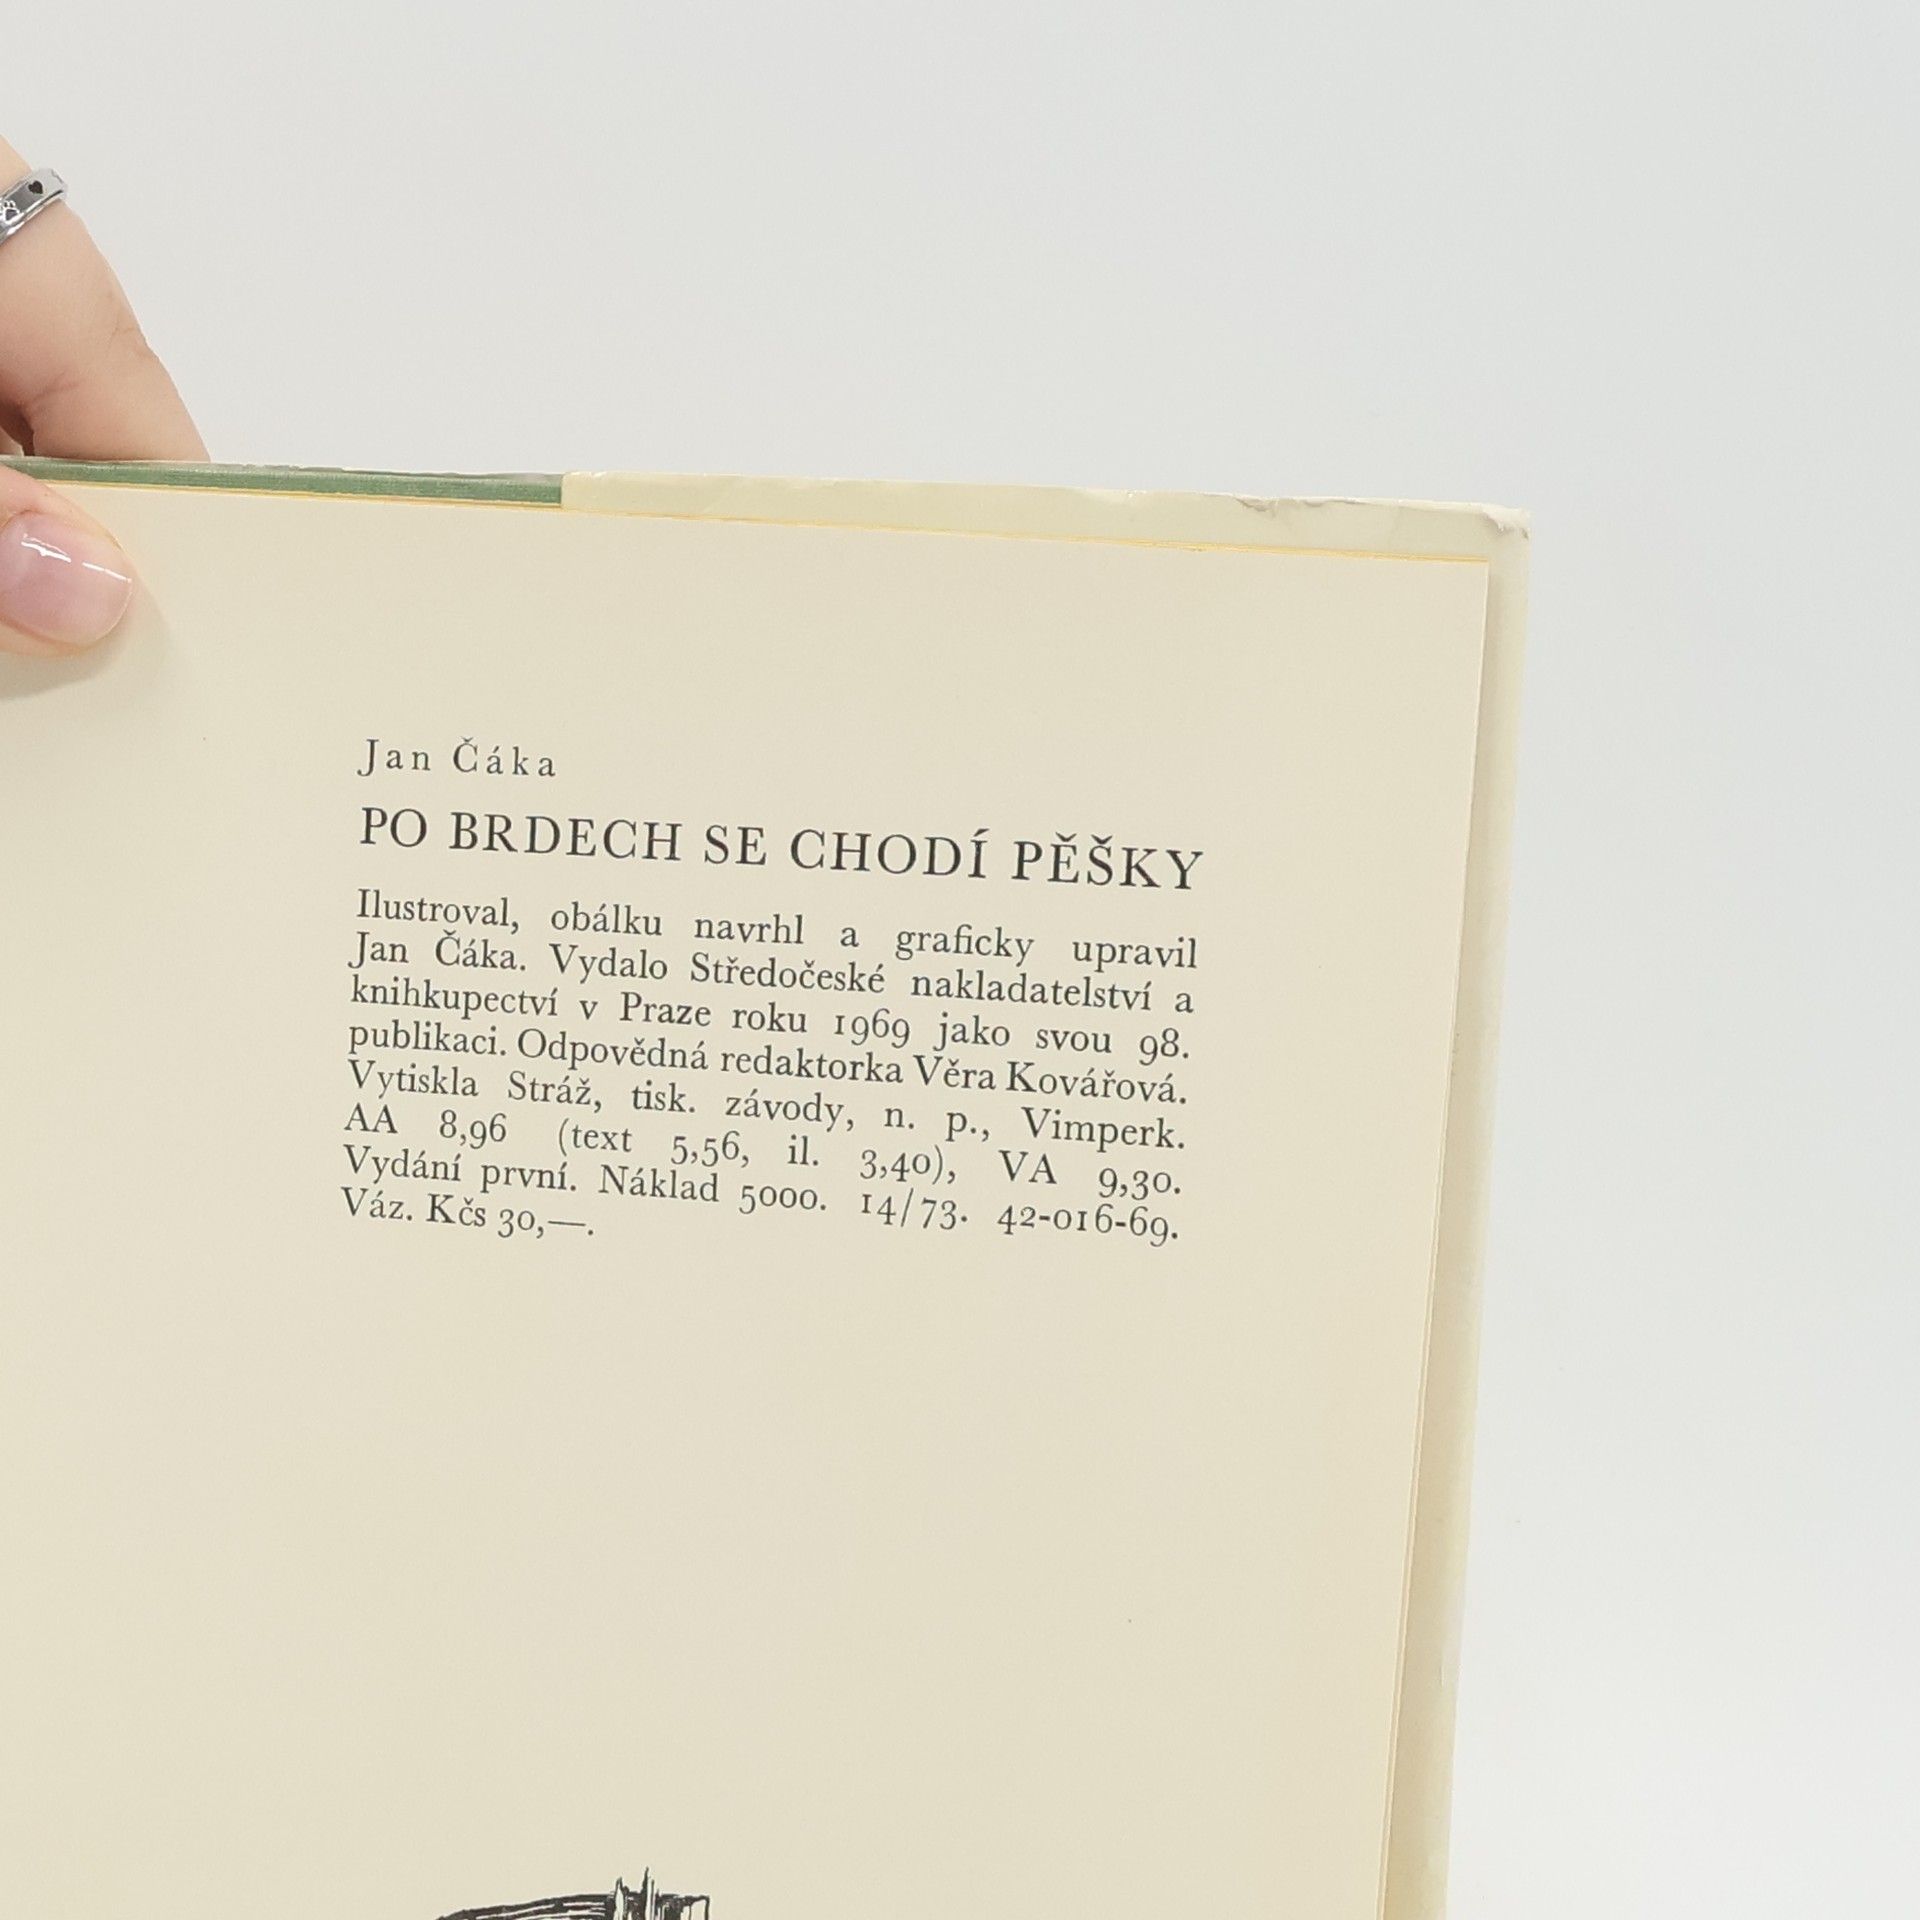 Jan Čáka
PO BRDECH SE CHODÍ PĚŠKY
Ilustroval, obálku navrhl a graficky upravil
Jan Čáka. Vydalo Středočeské nakladatelství a
knihkupectví v Praze roku 1969 jako svou 98.
publikaci. Odpovědná redaktorka Věra Kovářová.
Vytiskla Stráž, tisk. závody, n. p., Vimperk.
AA 8,96 (text 5,56, il. 3,40), VA 9,30.
Vydání první. Náklad 5000. 14/73. 42-016-69.
Váz. Kčs 30,—.